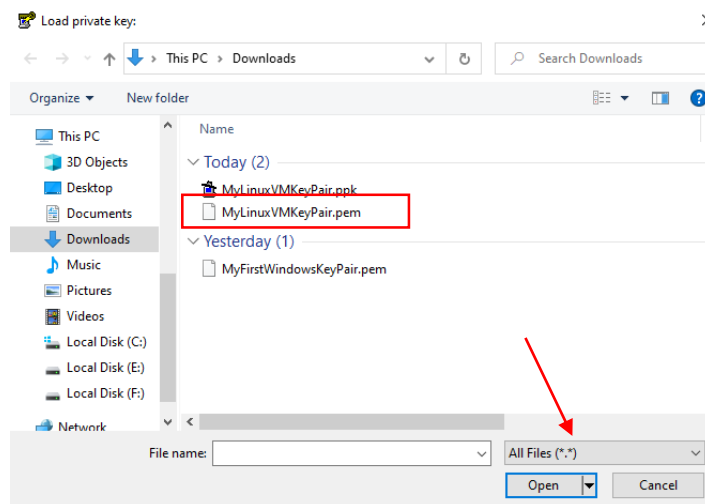 Load private key:
This PC > Downloads
Search Downloads
Organize
New folder
?
This PC
3D Objects
Desktop
Documents
Downloads
Music
Pictures
Videos
Local Disk (C:)
Local Disk (E:)
Local Disk (F:)
Network
Name
Today (2)
MyLinuxVMKeyPair.ppk
MyLinuxVMKeyPair.pem
Yesterday (1)
MyFirstWindowsKeyPair.pem
File name:
All Files (*.*)
Open
Cancel